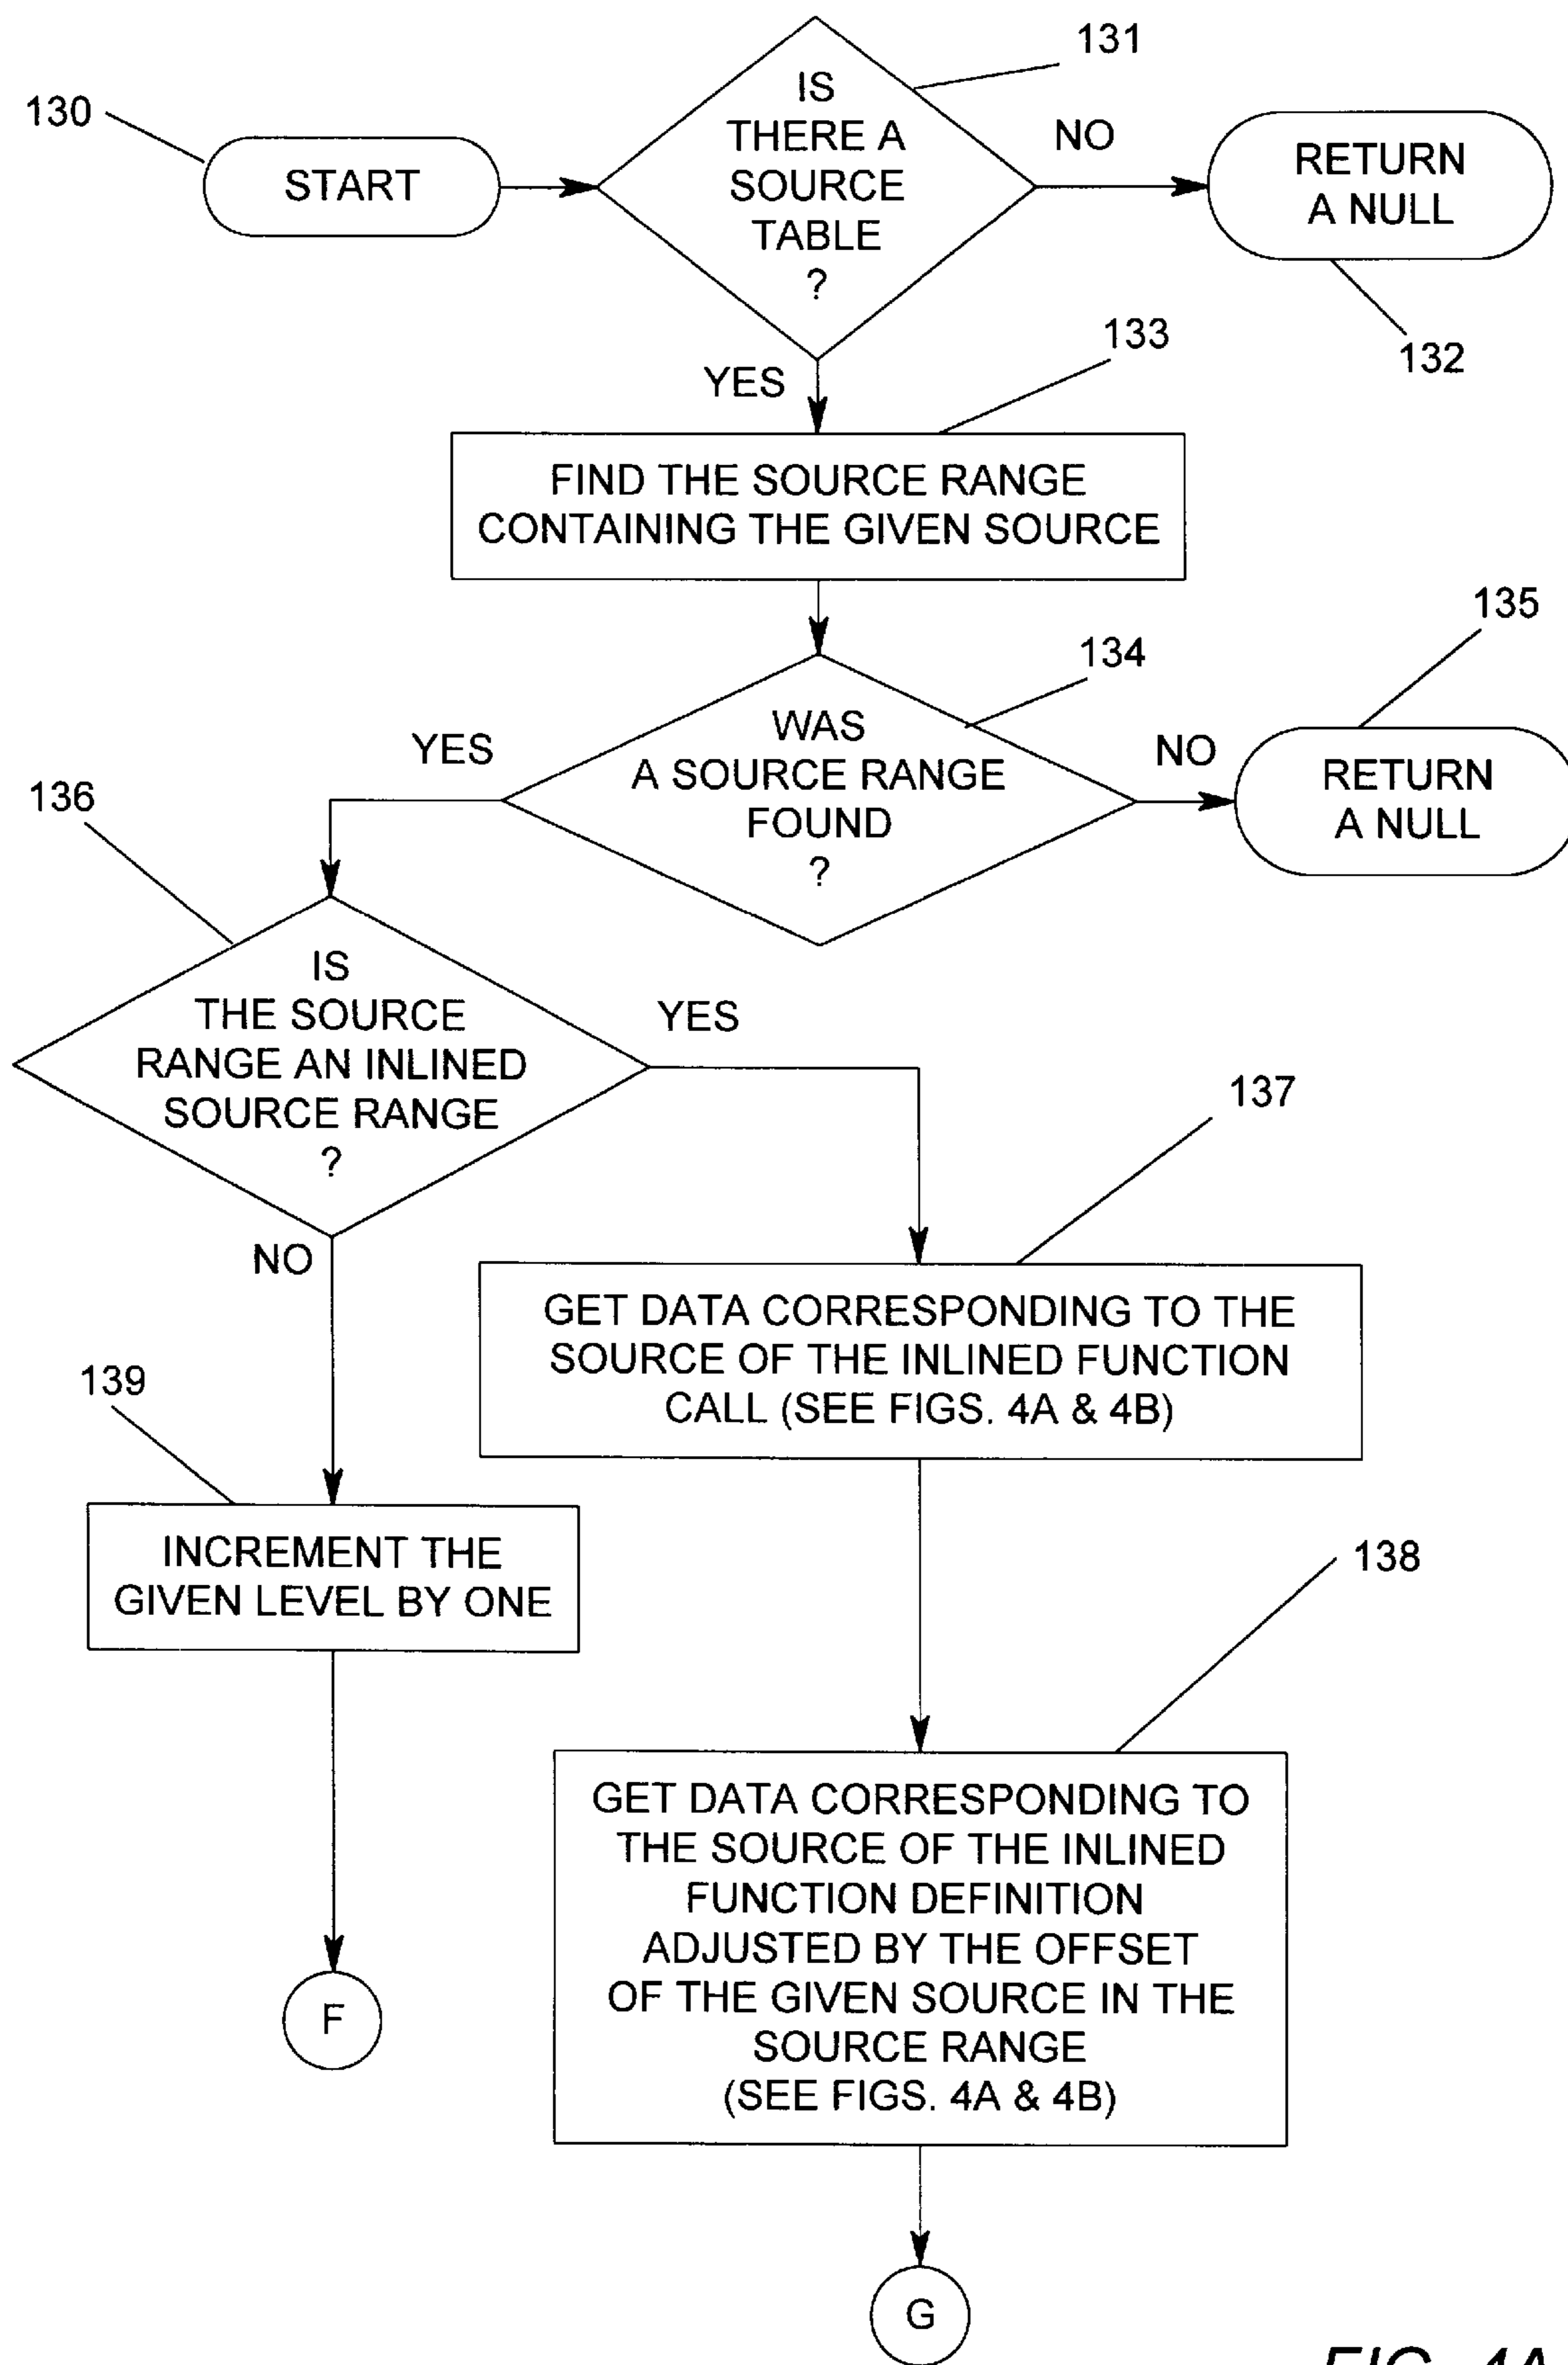 130
START
IS
THERE A
SOURCE
TABLE
?
131
NO
RETURN
A NULL
132
YES
133
FIND THE SOURCE RANGE
CONTAINING THE GIVEN SOURCE
134
135
WAS
A SOURCE RANGE
FOUND
?
YES
NO
RETURN
A NULL
136
IS
THE SOURCE
RANGE AN INLINED
SOURCE RANGE
?
YES
NO
137
GET DATA CORRESPONDING TO THE
SOURCE OF THE INLINED FUNCTION
CALL (SEE FIGS. 4A & 4B)
139
INCREMENT THE
GIVEN LEVEL BY ONE
138
GET DATA CORRESPONDING TO
THE SOURCE OF THE INLINED
FUNCTION DEFINITION
ADJUSTED BY THE OFFSET
OF THE GIVEN SOURCE IN THE
SOURCE RANGE
(SEE FIGS. 4A & 4B)
F
G
FIG. 4A